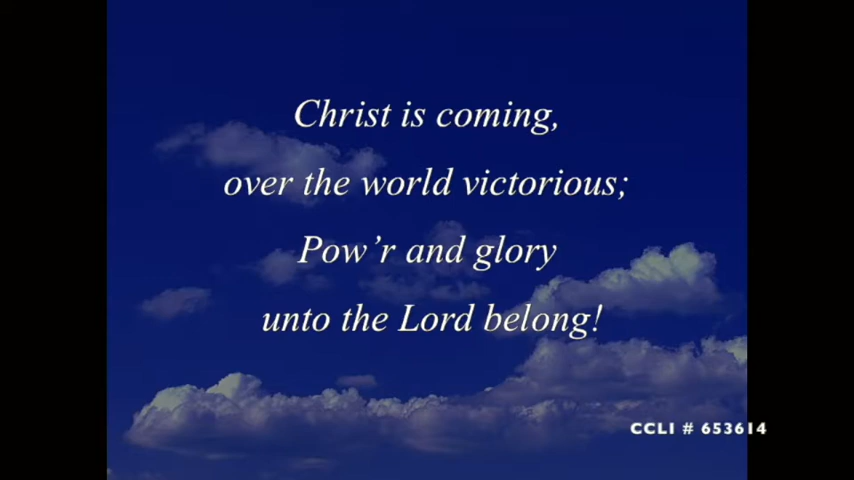 Christ is coming,
over the world victorious;
Pow’r and glory
unto the Lord belong!
CCLI # 653614